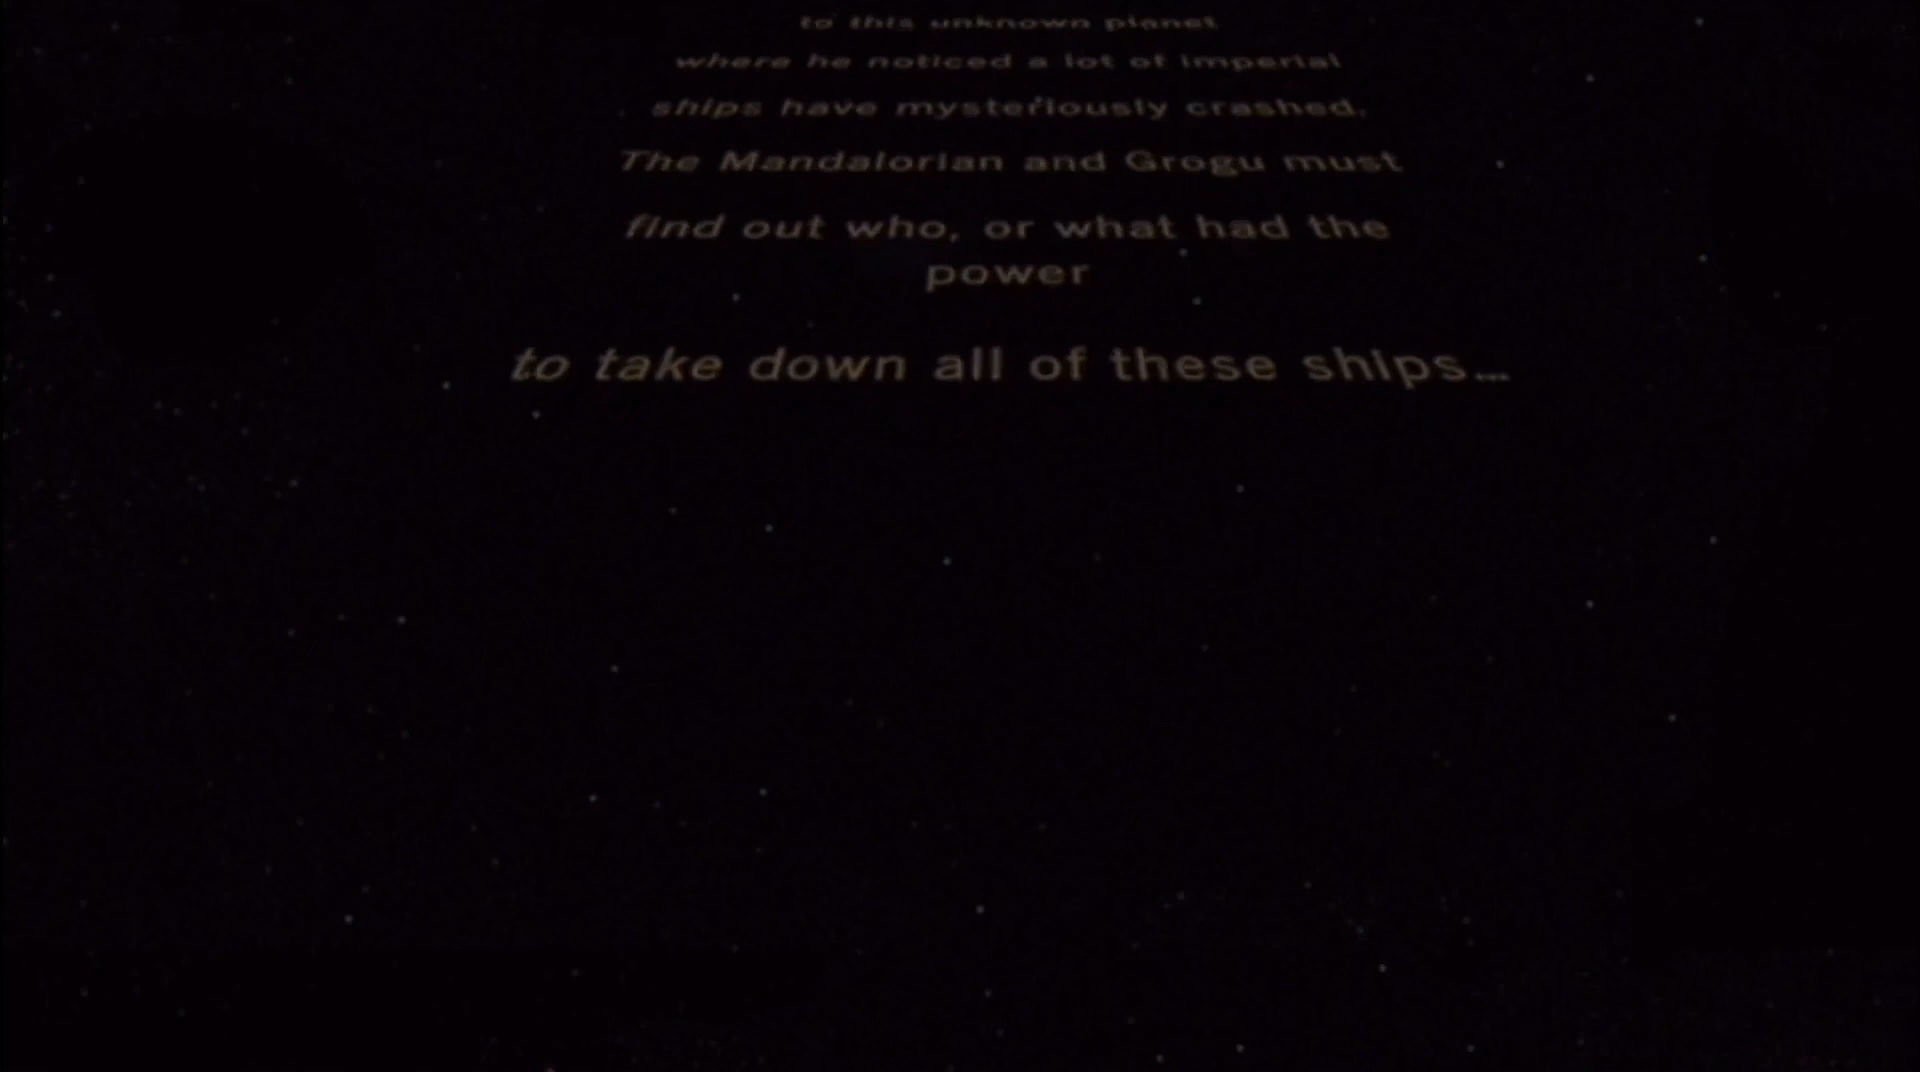 to this unknown planet
where he noticed a lot of imperial
ships have mysteriously crashed.
The Mandalorian and Grogu must
find out who, or what had the
power
to take down all of these ships...